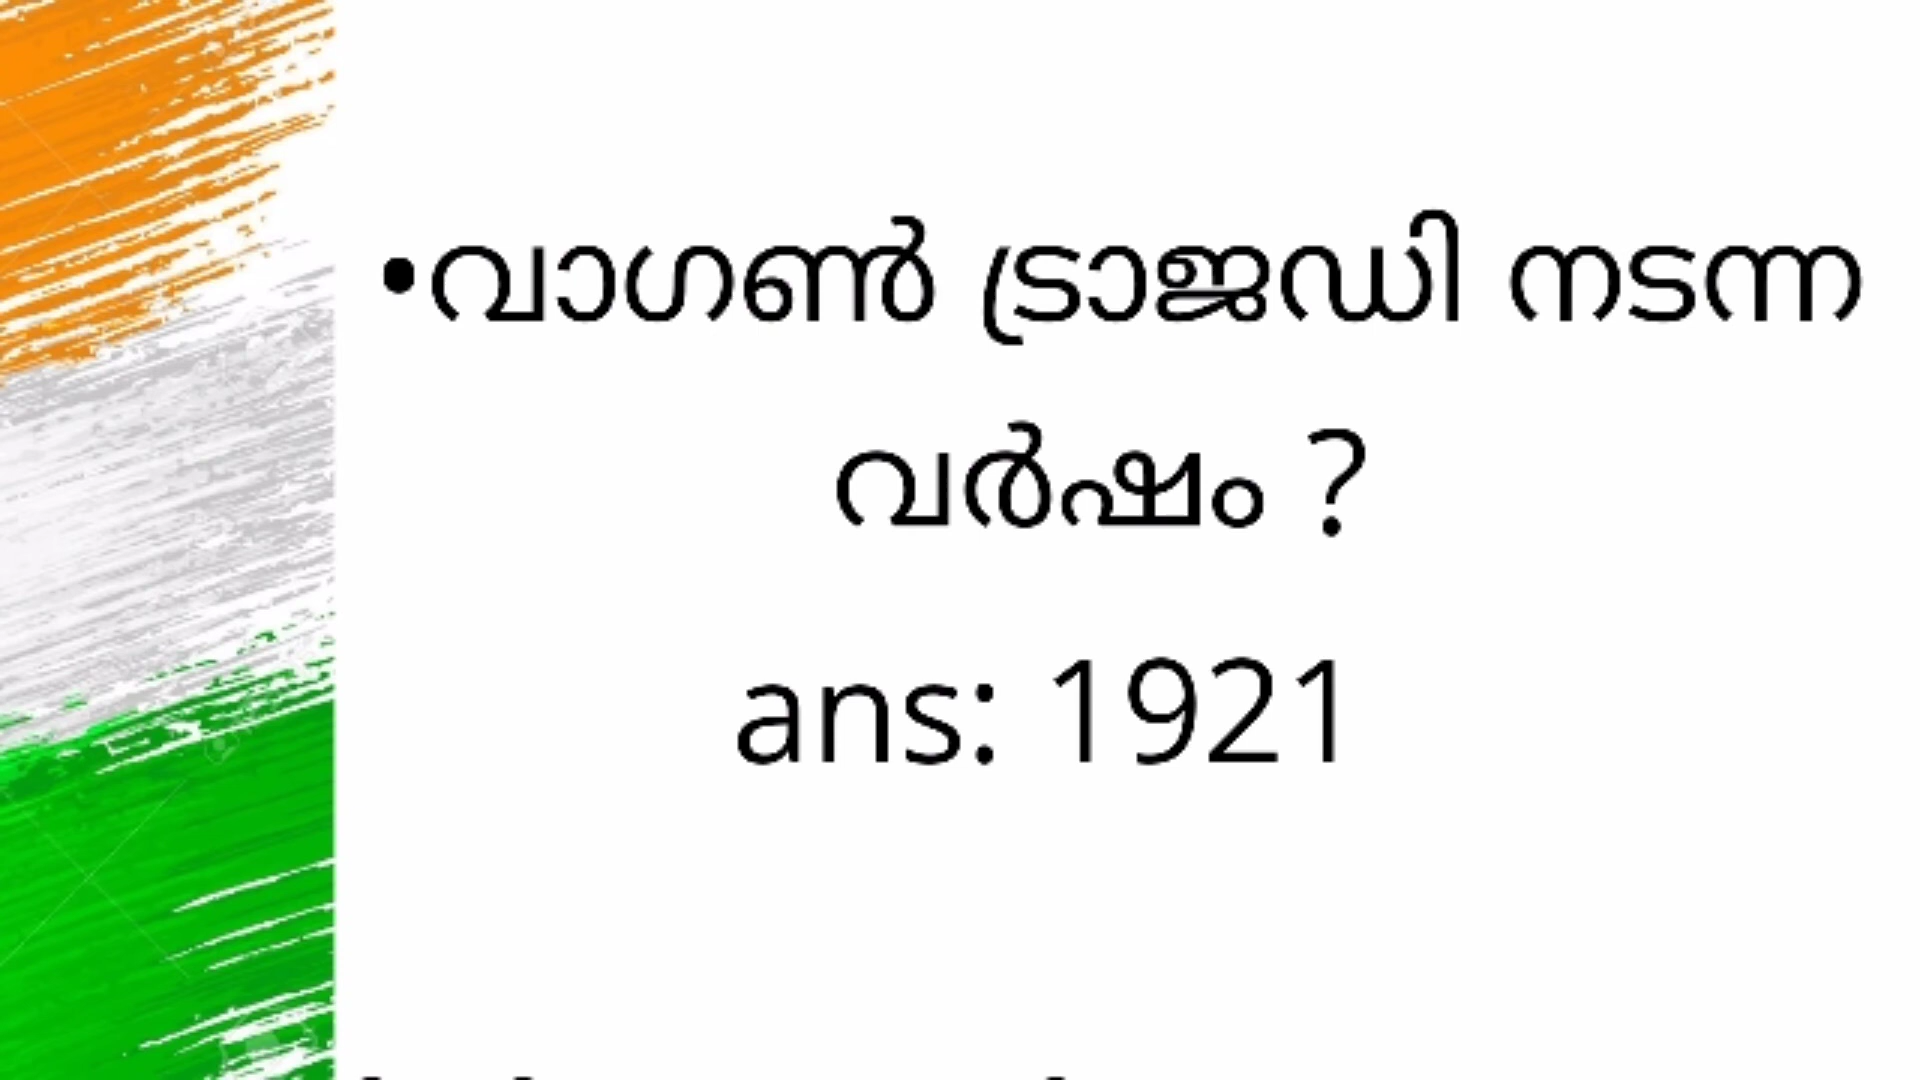 •വാഗൺ ട്രാജഡി നടന്ന
വർഷം ?
ans: 1921